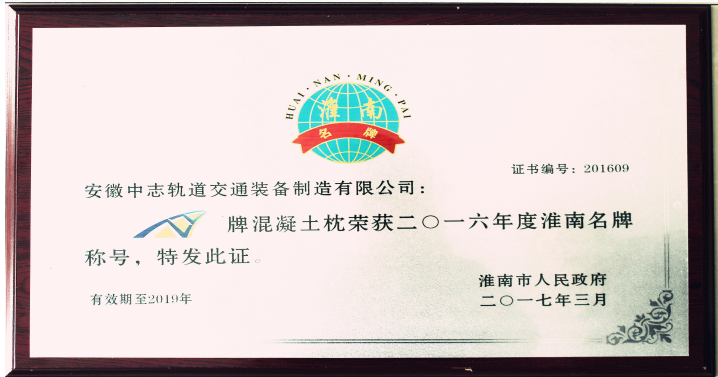 HUAI·NAN·MING·PAI
淮南
名牌
证书编号：201609
安徽中志轨道交通装备制造有限公司：
牌混凝土枕荣获二〇一六年度淮南名牌
称号，特发此证。
淮南市人民政府
有效期至2019年
二〇一七年三月